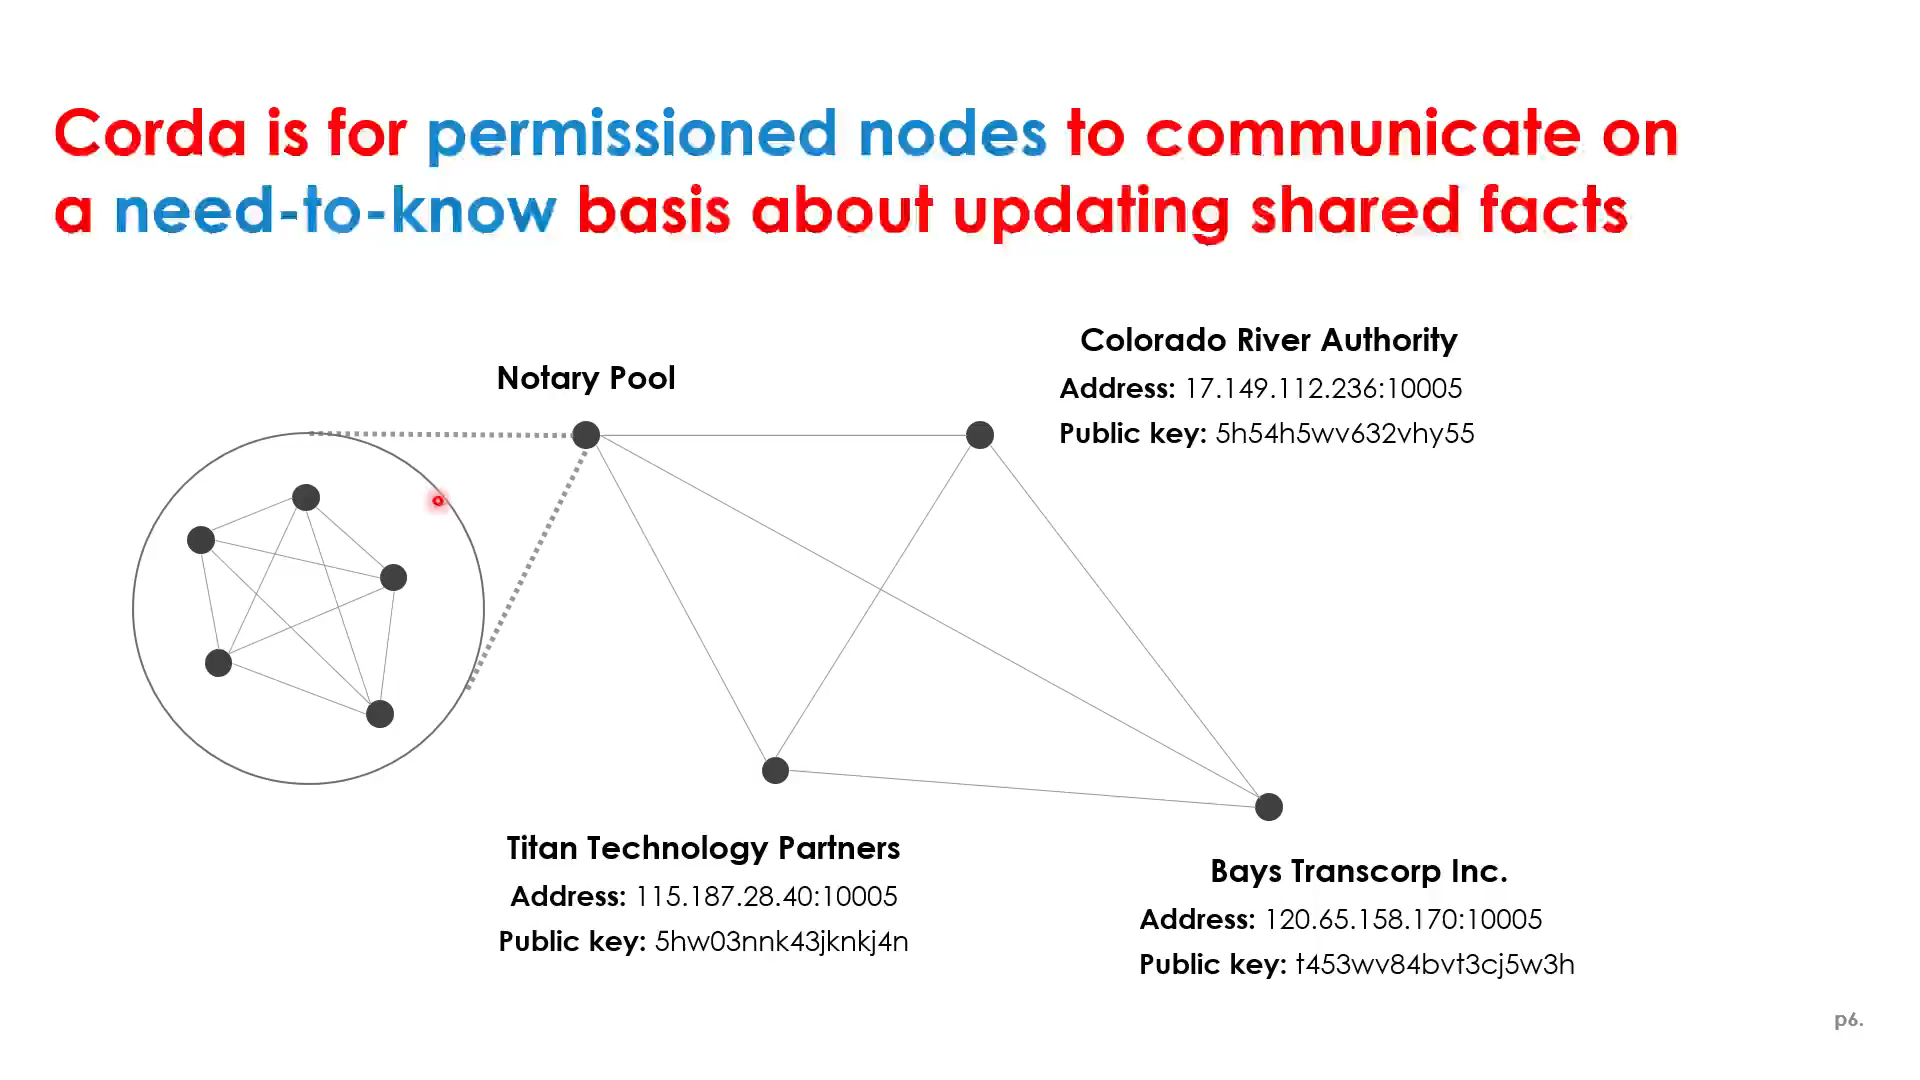 Corda is for permissioned nodes to communicate on
a need-to-know basis about updating shared facts
Colorado River Authority
Address: 17.149.112.236:10005
Public key: 5h54h5wv632vhy55
Notary Pool
Titan Technology Partners
Address: 115.187.28.40:10005
Public key: 5hw03nnk43jknkj4n
Bays Transcorp Inc.
Address: 120.65.158.170:10005
Public key: t453wv84bvt3cj5w3h
p6.